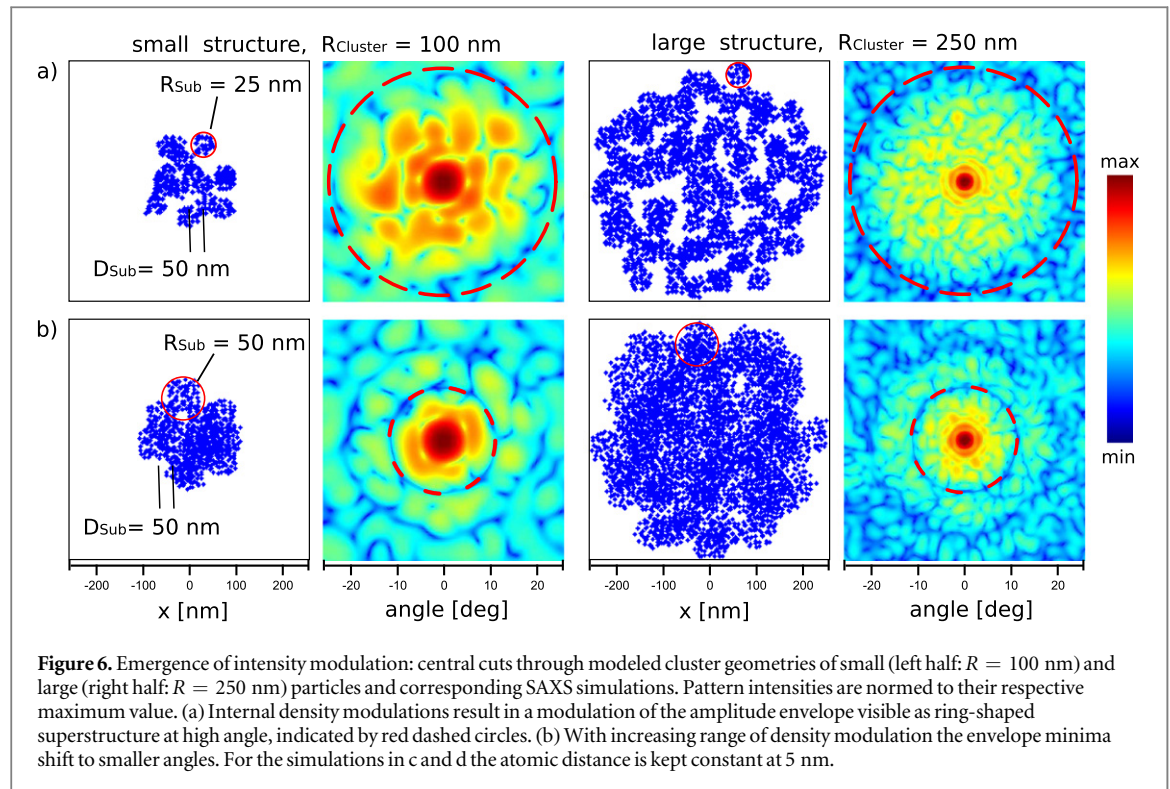 small structure, RCluster = 100 nm
large structure, RCluster = 250 nm
a)
RSub = 25 nm
DSub= 50 nm
max
min
b)
RSub = 50 nm
DSub= 50 nm
-200 -100 0 100 200
-20 -10 0 10 20
-200 -100 0 100 200
-20 -10 0 10 20
x [nm]
angle [deg]
x [nm]
angle [deg]
Figure 6. Emergence of intensity modulation: central cuts through modeled cluster geometries of small (left half: R = 100 nm) and
large (right half: R = 250 nm) particles and corresponding SAXS simulations. Pattern intensities are normed to their respective
maximum value. (a) Internal density modulations result in a modulation of the amplitude envelope visible as ring-shaped
superstructure at high angle, indicated by red dashed circles. (b) With increasing range of density modulation the envelope minima
shift to smaller angles. For the simulations in c and d the atomic distance is kept constant at 5 nm.